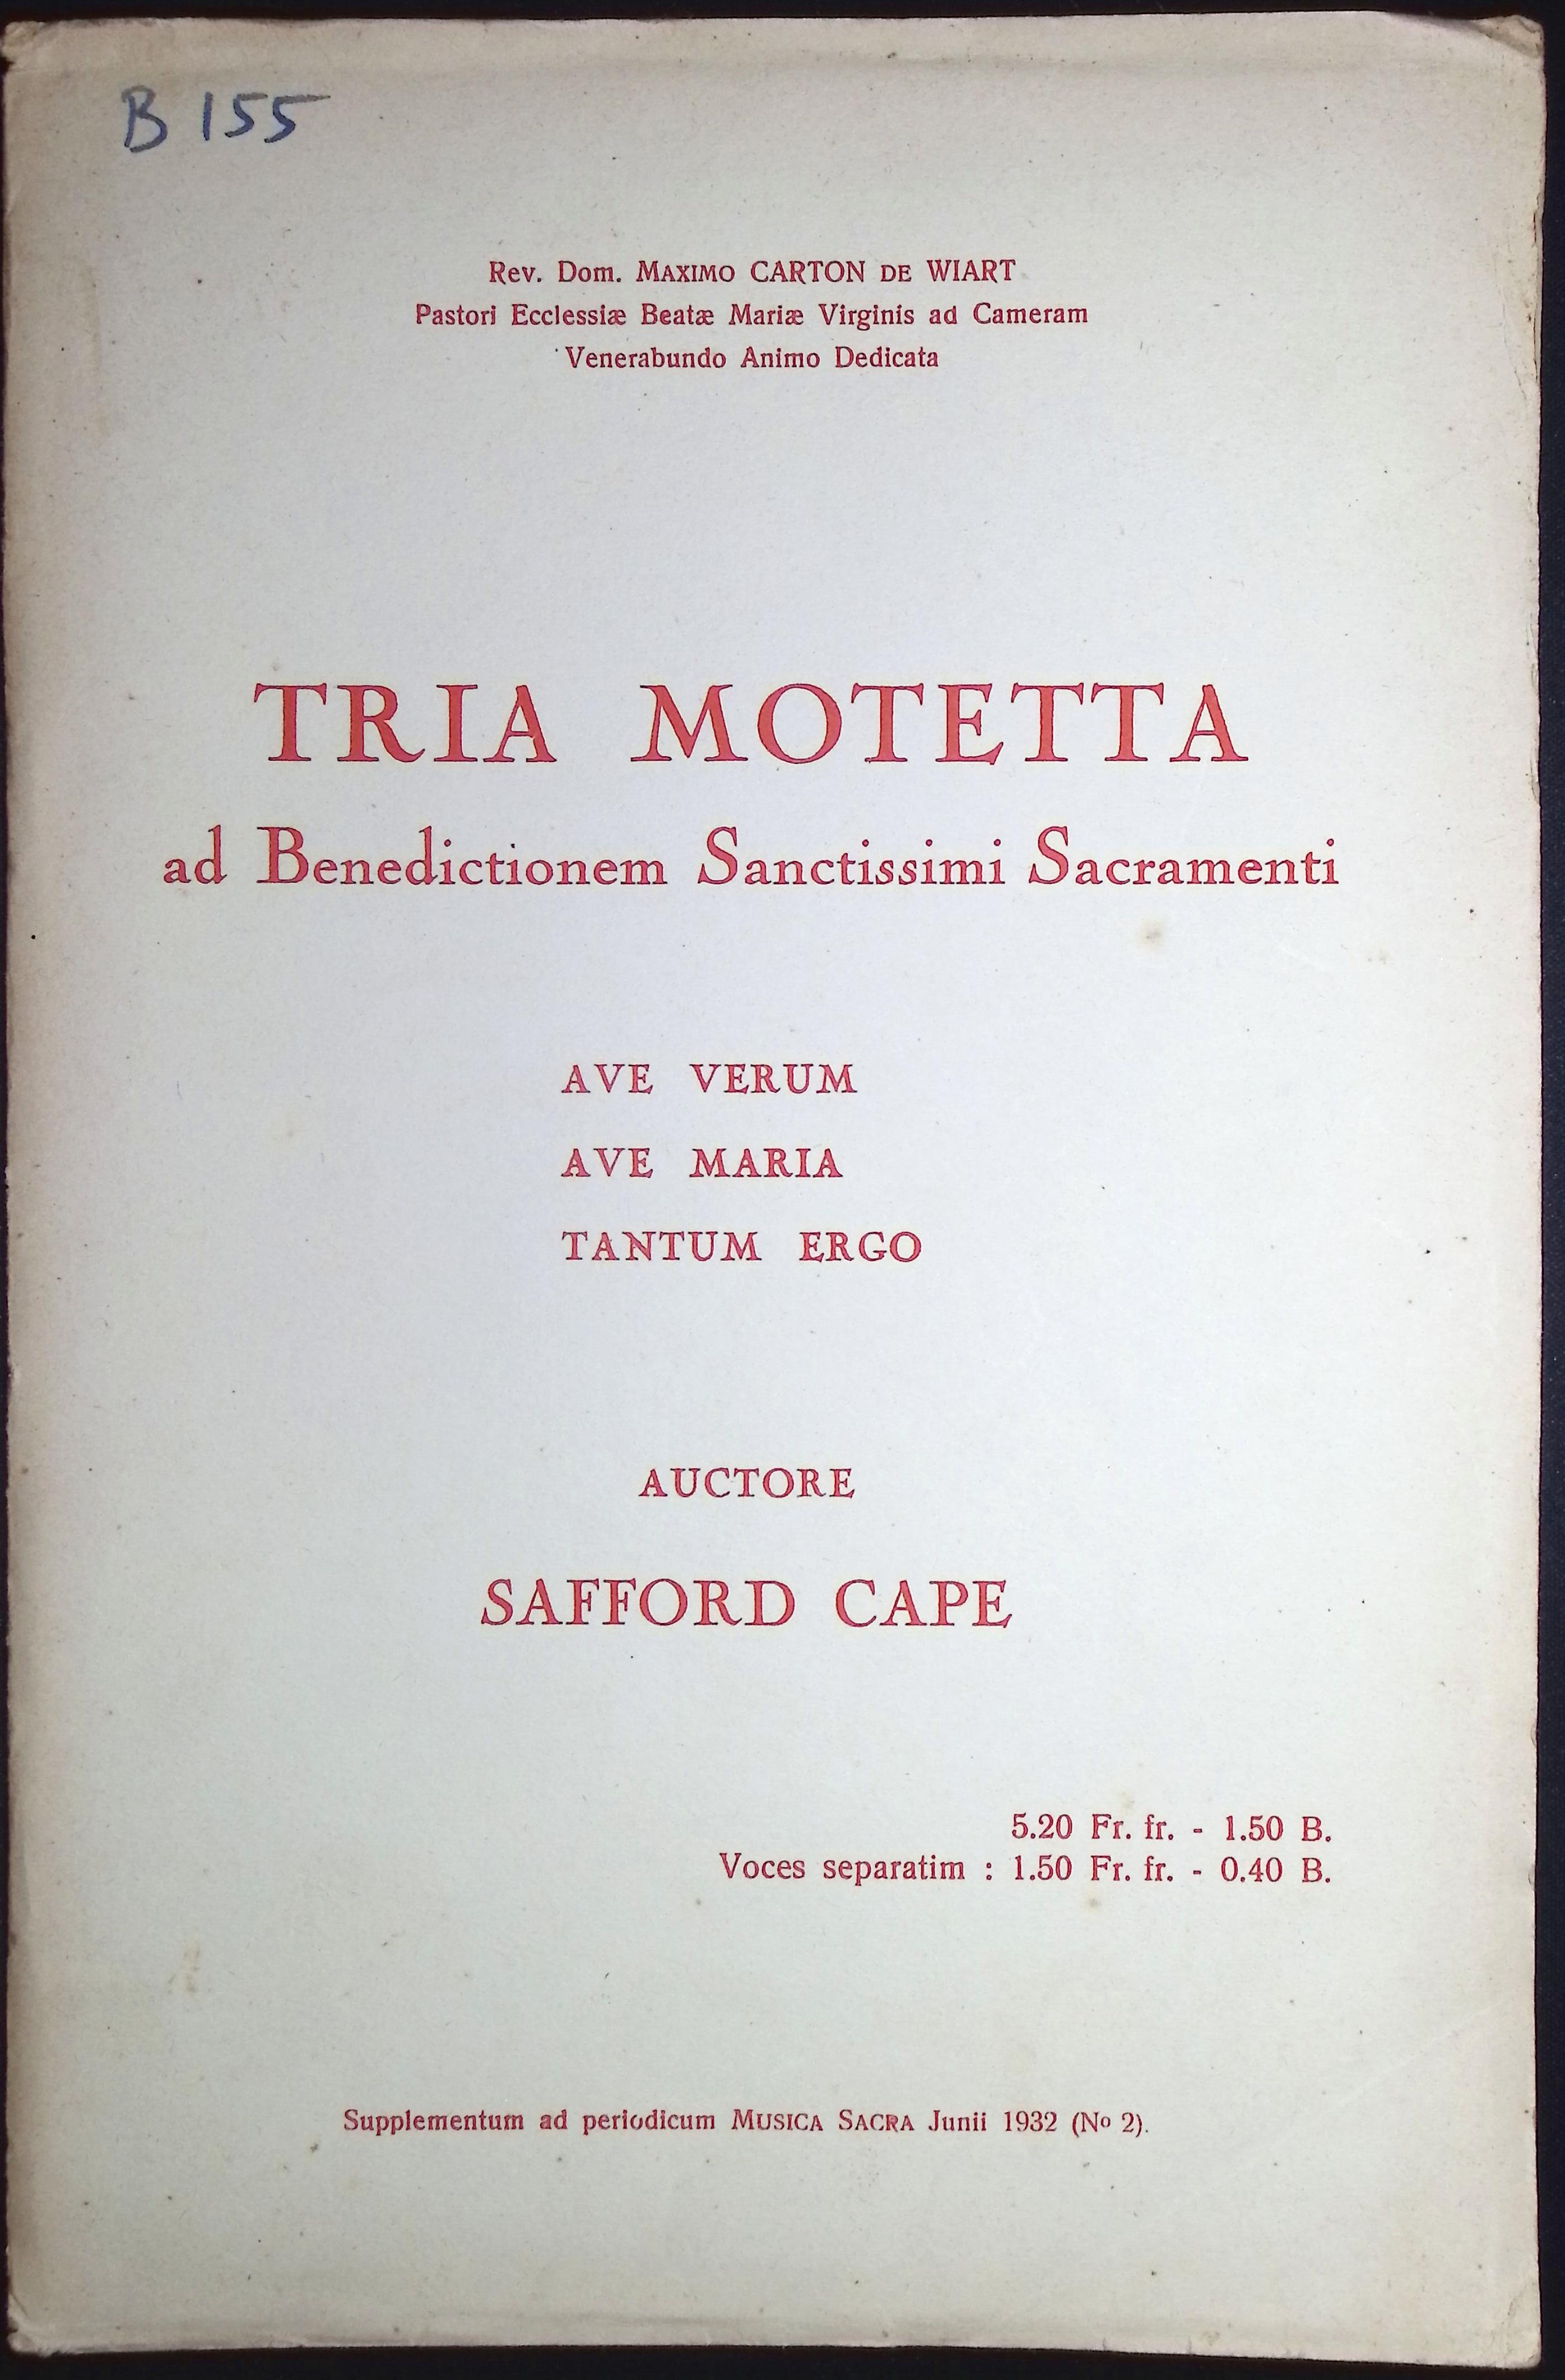 B 155
Rev. Dom. MAXIMO CARTON DE WIART
Pastori Ecclessiæ Beatæ Mariæ Virginis ad Cameram
Venerabundo Animo Dedicata
TRIA MOTETTA
ad Benedictionem Sanctissimi Sacramenti
AVE VERUM
AVE MARIA
TANTUM ERGO
AUCTORE
SAFFORD CAPE
5.20 Fr. fr. - 1.50 B.
Voces separatim : 1.50 Fr. fr. - 0.40 B.
Supplementum ad periodicum MUSICA SACRA Junii 1932 (Nº 2).